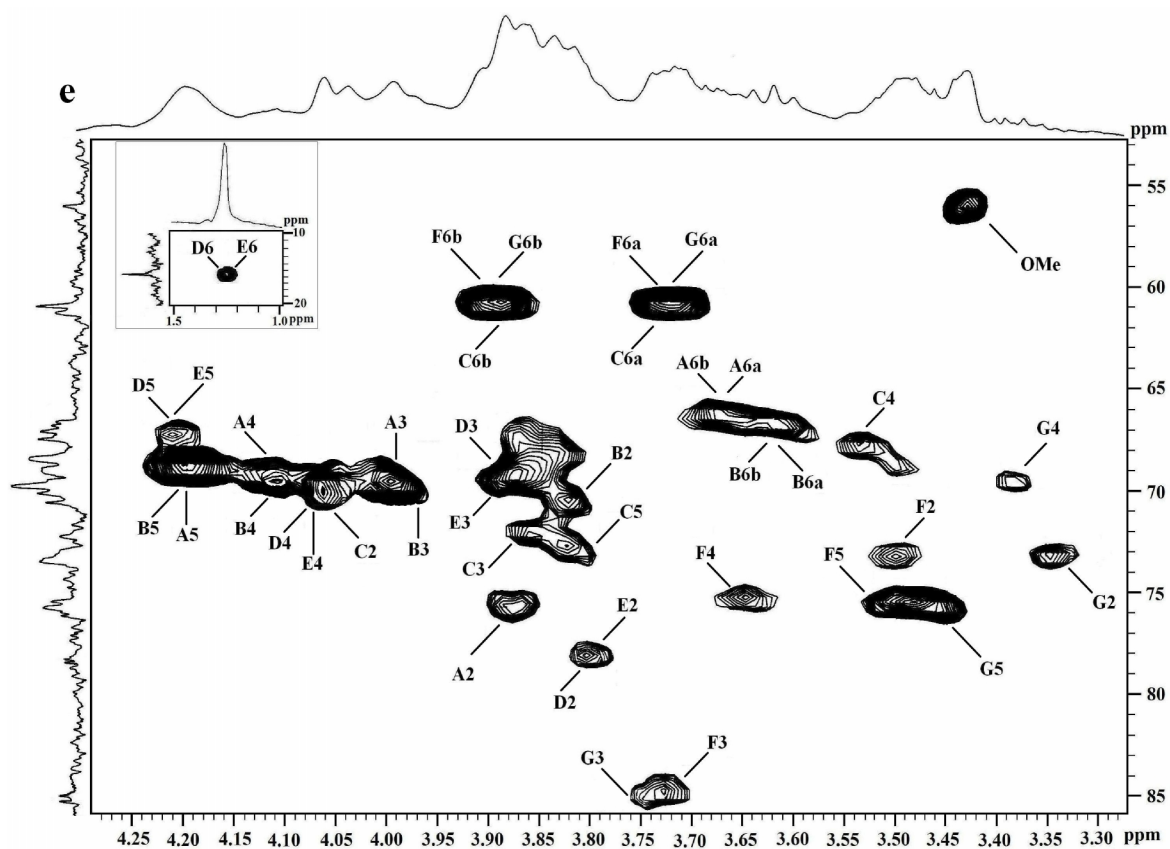 e
ppm
55
60
65
70
75
80
85
ppm
10
D6 E6
20
1.5 1.0 ppm
F6b G6b F6a G6a
OMe
C6b C6a
A6b A6a
D5 E5
A4 A3 D3 C4
B2 G4
B6b B6a
B5 A5 B4 D4 E4 C2 B3 E3 C5 F2
C3 F4 F5
G2
A2 E2 G5
D2
G3 F3
4.25 4.20 4.15 4.10 4.05 4.00 3.95 3.90 3.85 3.80 3.75 3.70 3.65 3.60 3.55 3.50 3.45 3.40 3.35 3.30 ppm